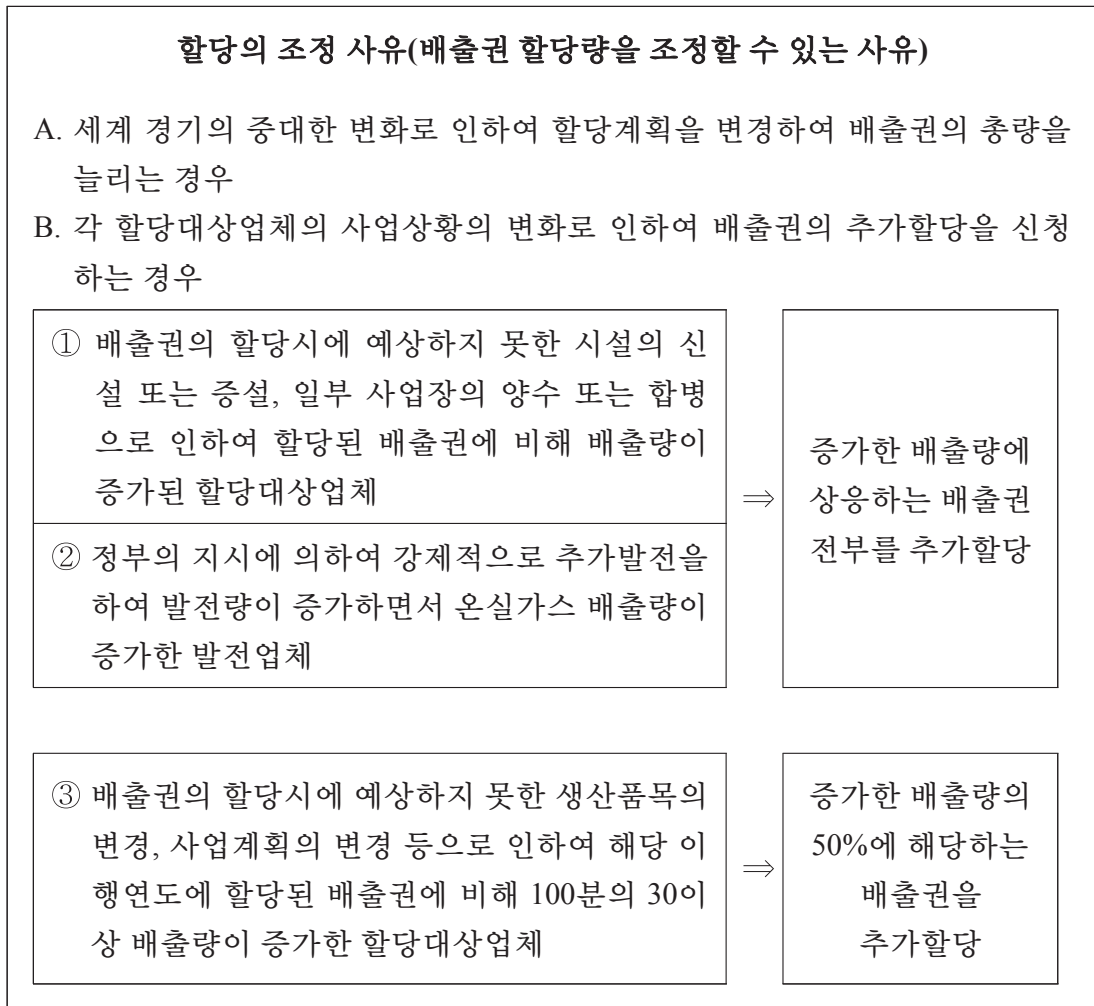 할당의 조정 사유(배출권 할당량을 조정할 수 있는 사유)
A. 세계 경기의 중대한 변화로 인하여 할당계획을 변경하여 배출권의 총량을
늘리는 경우
B. 각 할당대상업체의 사업상황의 변화로 인하여 배출권의 추가할당을 신청
하는 경우
① 배출권의 할당시에 예상하지 못한 시설의 신
설 또는 증설, 일부 사업장의 양수 또는 합병
으로 인하여 할당된 배출권에 비해 배출량이
증가된 할당대상업체
② 정부의 지시에 의하여 강제적으로 추가발전을
하여 발전량이 증가하면서 온실가스 배출량이
증가한 발전업체
⇒
증가한 배출량에
상응하는 배출권
전부를 추가할당
③ 배출권의 할당시에 예상하지 못한 생산품목의
변경, 사업계획의 변경 등으로 인하여 해당 이
행연도에 할당된 배출권에 비해 100분의 30이
상 배출량이 증가한 할당대상업체
⇒
증가한 배출량의
50%에 해당하는
배출권을
추가할당